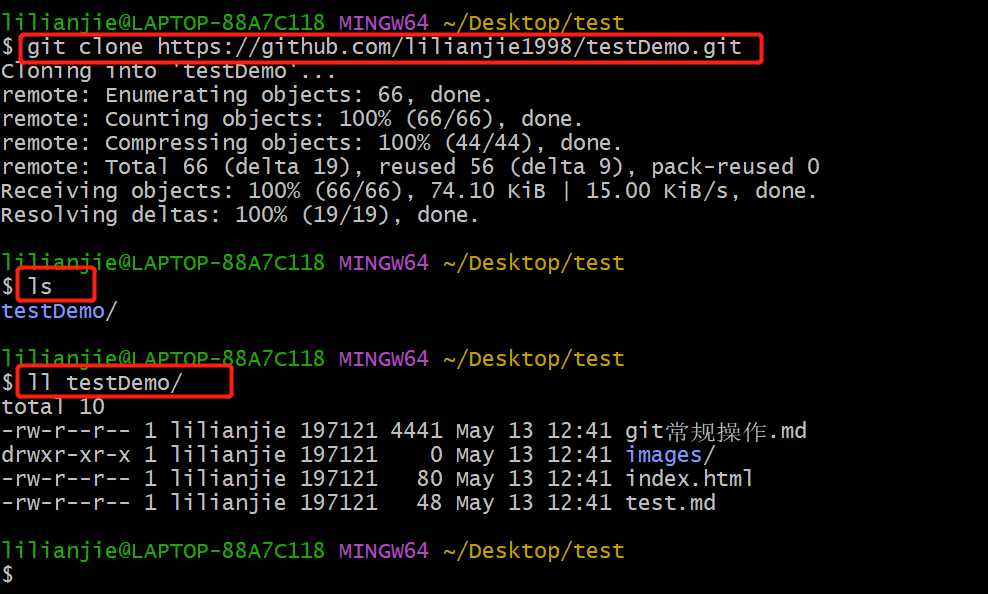 lilianjie@LAPTOP-88A7C118 MINGW64 ~/Desktop/test
$ git clone https://github.com/lilianjie1998/testDemo.git
Cloning into 'testDemo'...
remote: Enumerating objects: 66, done.
remote: Counting objects: 100% (66/66), done.
remote: Compressing objects: 100% (44/44), done.
remote: Total 66 (delta 19), reused 56 (delta 9), pack-reused 0
Receiving objects: 100% (66/66), 74.10 KiB | 15.00 KiB/s, done.
Resolving deltas: 100% (19/19), done.
lilianjie@LAPTOP-88A7C118 MINGW64 ~/Desktop/test
$ ls
testDemo/
lilianjie@LAPTOP-88A7C118 MINGW64 ~/Desktop/test
$ ll testDemo/
total 10
-rw-r--r-- 1 lilianjie 197121 4441 May 13 12:41 git常规操作.md
drwxr-xr-x 1 lilianjie 197121    0 May 13 12:41 images/
-rw-r--r-- 1 lilianjie 197121   80 May 13 12:41 index.html
-rw-r--r-- 1 lilianjie 197121   48 May 13 12:41 test.md
lilianjie@LAPTOP-88A7C118 MINGW64 ~/Desktop/test
$